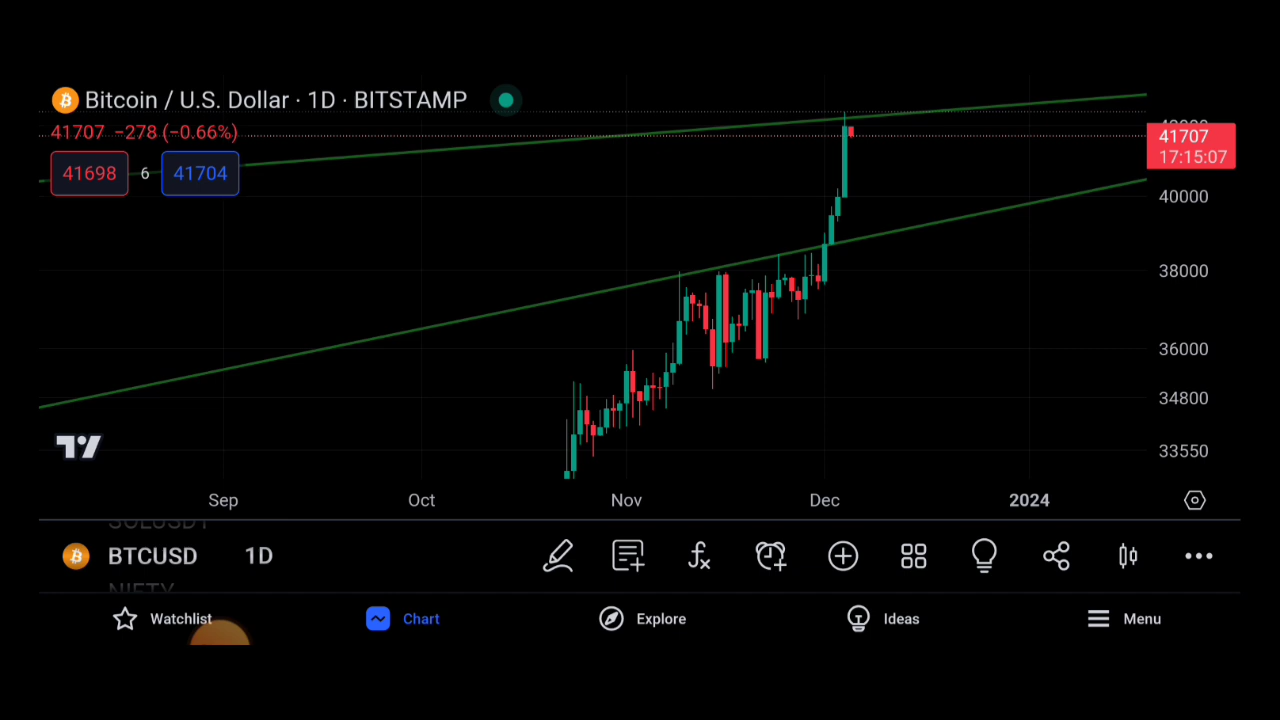 Bitcoin / U.S. Dollar · 1D · BITSTAMP
41707 −278 (−0.66%)
41698 6 41704
41707
17:15:07
40000
38000
36000
34800
33550
Sep Oct Nov Dec 2024
BTCUSD 1D
Watchlist Chart Explore Ideas Menu